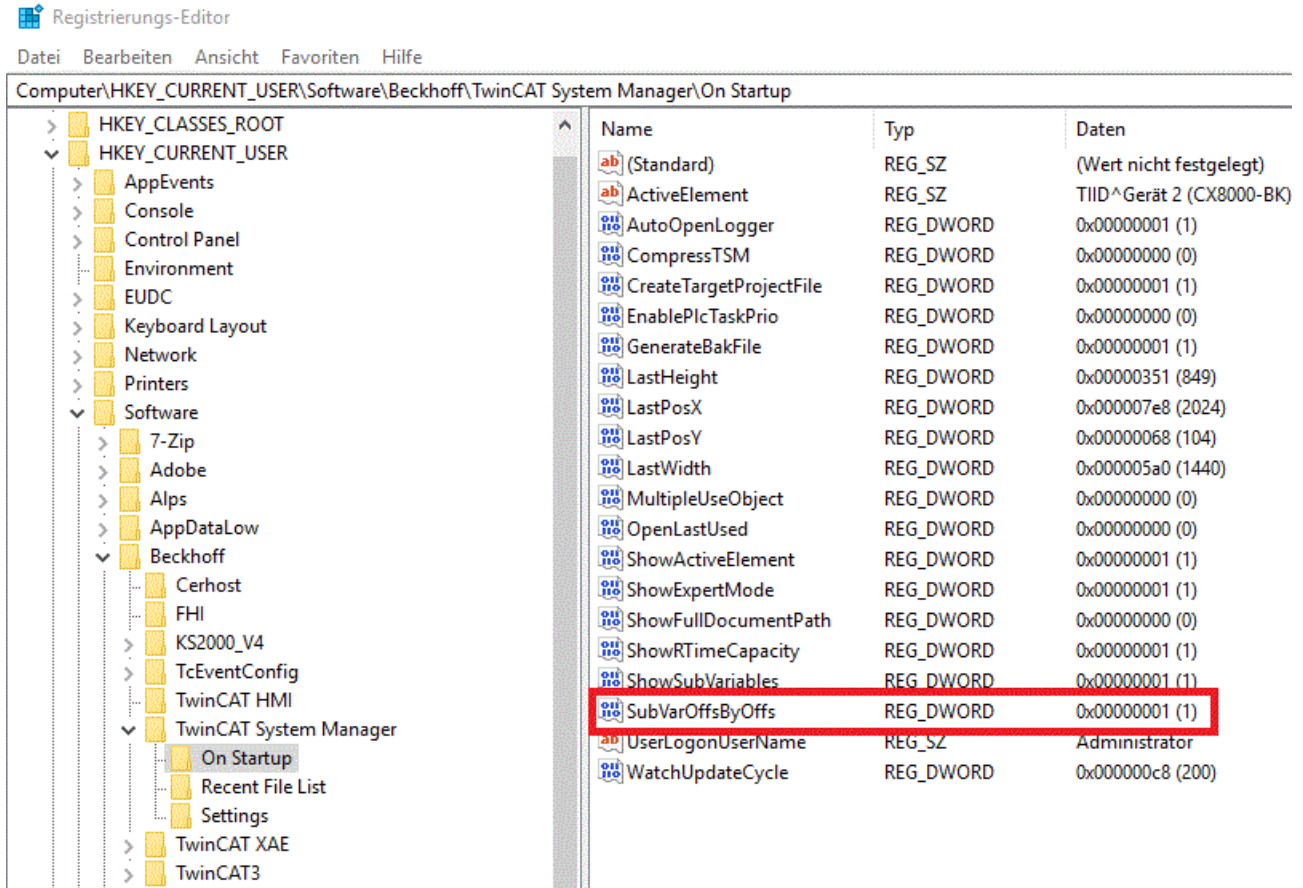 Registrierungs-Editor
Datei Bearbeiten Ansicht Favoriten Hilfe
Computer\HKEY_CURRENT_USER\Software\Beckhoff\TwinCAT System Manager\On Startup
HKEY_CLASSES_ROOT
HKEY_CURRENT_USER
AppEvents
Console
Control Panel
Environment
EUDC
Keyboard Layout
Network
Printers
Software
7-Zip
Adobe
Alps
AppDataLow
Beckhoff
Cerhost
FHI
KS2000_V4
TcEventConfig
TwinCAT HMI
TwinCAT System Manager
On Startup
Recent File List
Settings
TwinCAT XAE
TwinCAT3
Name Typ Daten
(Standard) REG_SZ (Wert nicht festgelegt)
ActiveElement REG_SZ TIID^Gerät 2 (CX8000-BK)
AutoOpenLogger REG_DWORD 0x00000001 (1)
CompressTSM REG_DWORD 0x00000000 (0)
CreateTargetProjectFile REG_DWORD 0x00000001 (1)
EnablePlcTaskPrio REG_DWORD 0x00000000 (0)
GenerateBakFile REG_DWORD 0x00000001 (1)
LastHeight REG_DWORD 0x00000351 (849)
LastPosX REG_DWORD 0x000007e8 (2024)
LastPosY REG_DWORD 0x00000068 (104)
LastWidth REG_DWORD 0x000005a0 (1440)
MultipleUseObject REG_DWORD 0x00000000 (0)
OpenLastUsed REG_DWORD 0x00000000 (0)
ShowActiveElement REG_DWORD 0x00000001 (1)
ShowExpertMode REG_DWORD 0x00000001 (1)
ShowFullDocumentPath REG_DWORD 0x00000000 (0)
ShowRTimeCapacity REG_DWORD 0x00000001 (1)
ShowSubVariables REG_DWORD 0x00000001 (1)
SubVarOffsByOffs REG_DWORD 0x00000001 (1)
UserLogonUserName REG_SZ Administrator
WatchUpdateCycle REG_DWORD 0x000000c8 (200)